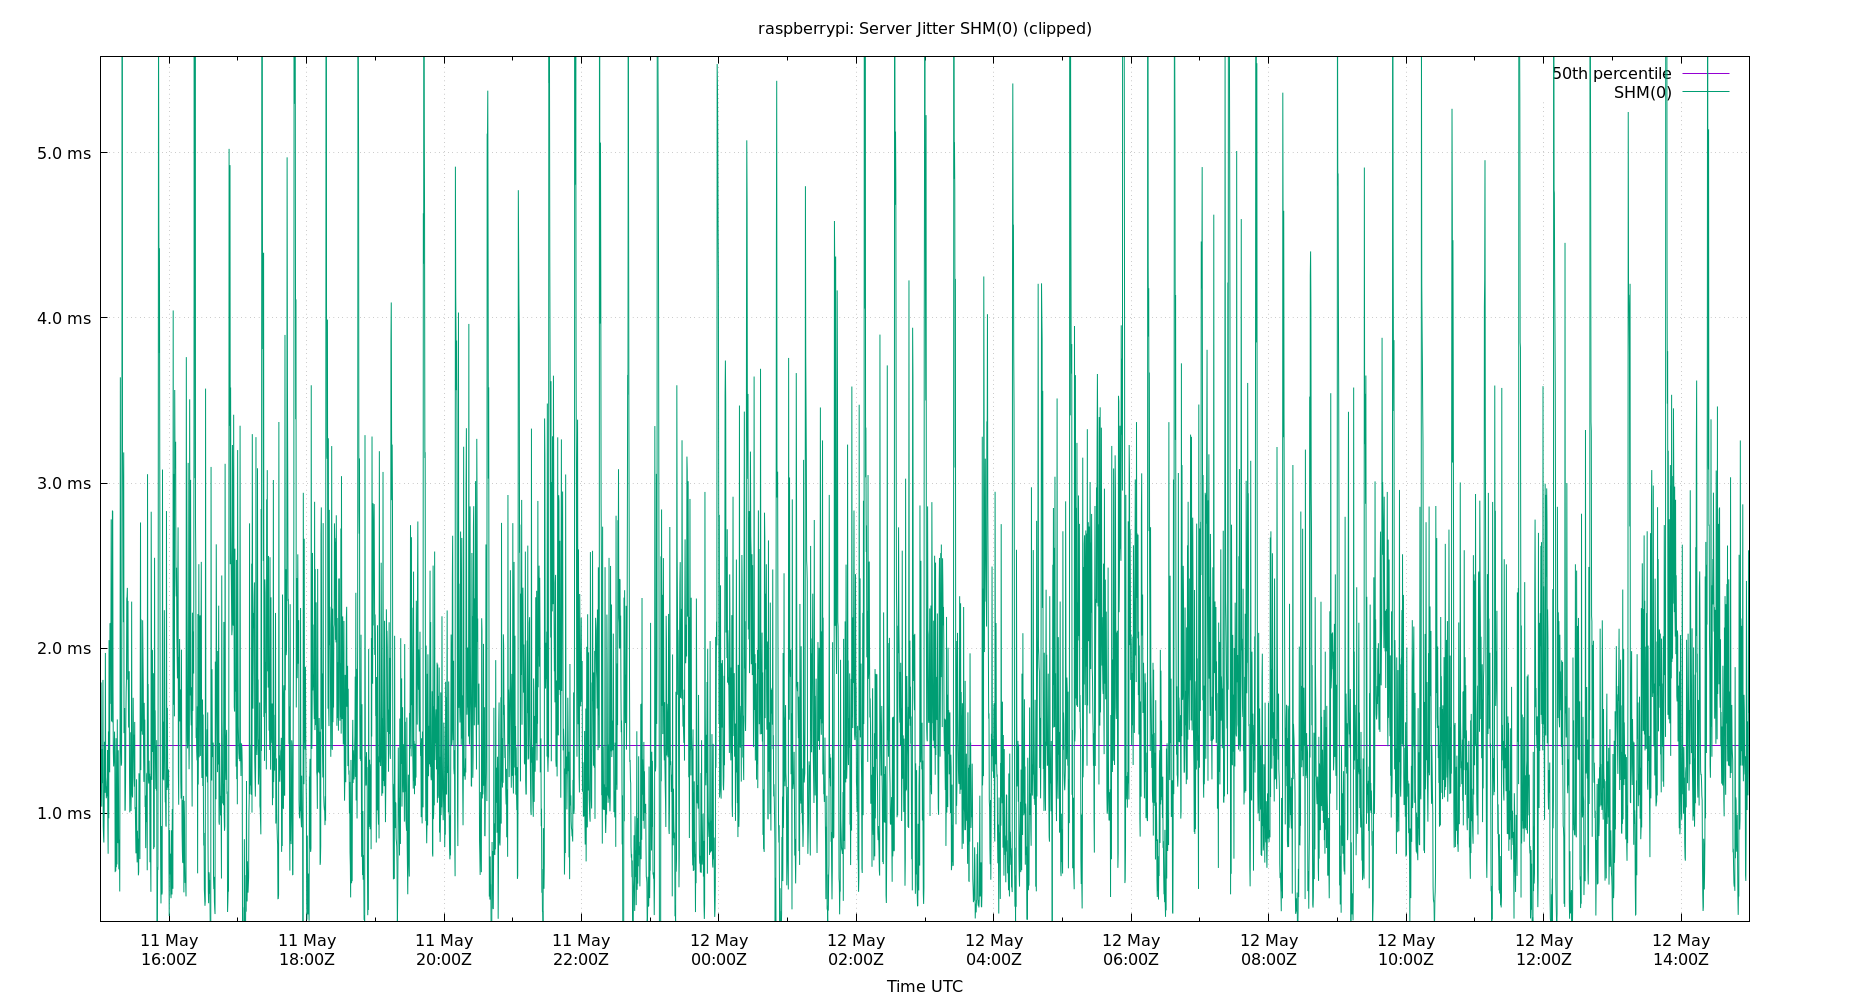 raspberrypi: Server Jitter SHM(0) (clipped)
50th percentile
SHM(0)
5.0 ms
4.0 ms
3.0 ms
2.0 ms
1.0 ms
11 May 11 May 11 May 11 May 12 May 12 May 12 May 12 May 12 May 12 May 12 May 12 May
16:00Z 18:00Z 20:00Z 22:00Z 00:00Z 02:00Z 04:00Z 06:00Z 08:00Z 10:00Z 12:00Z 14:00Z
Time UTC